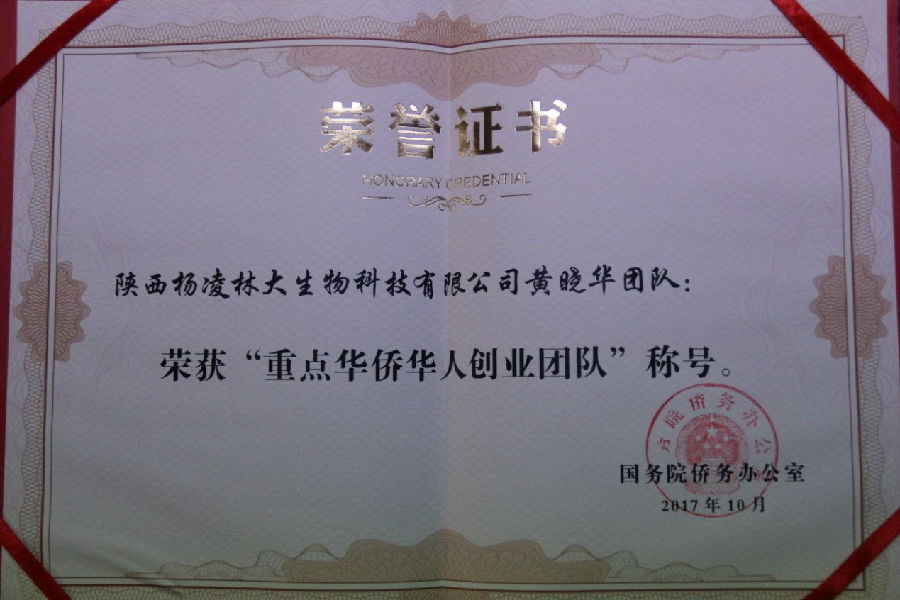 荣誉证书
HONORARY CREDENTIAL
陕西杨凌林大生物科技有限公司黄晓华团队：
荣获“重点华侨华人创业团队”称号。
国务院侨务办公室
2017年10月